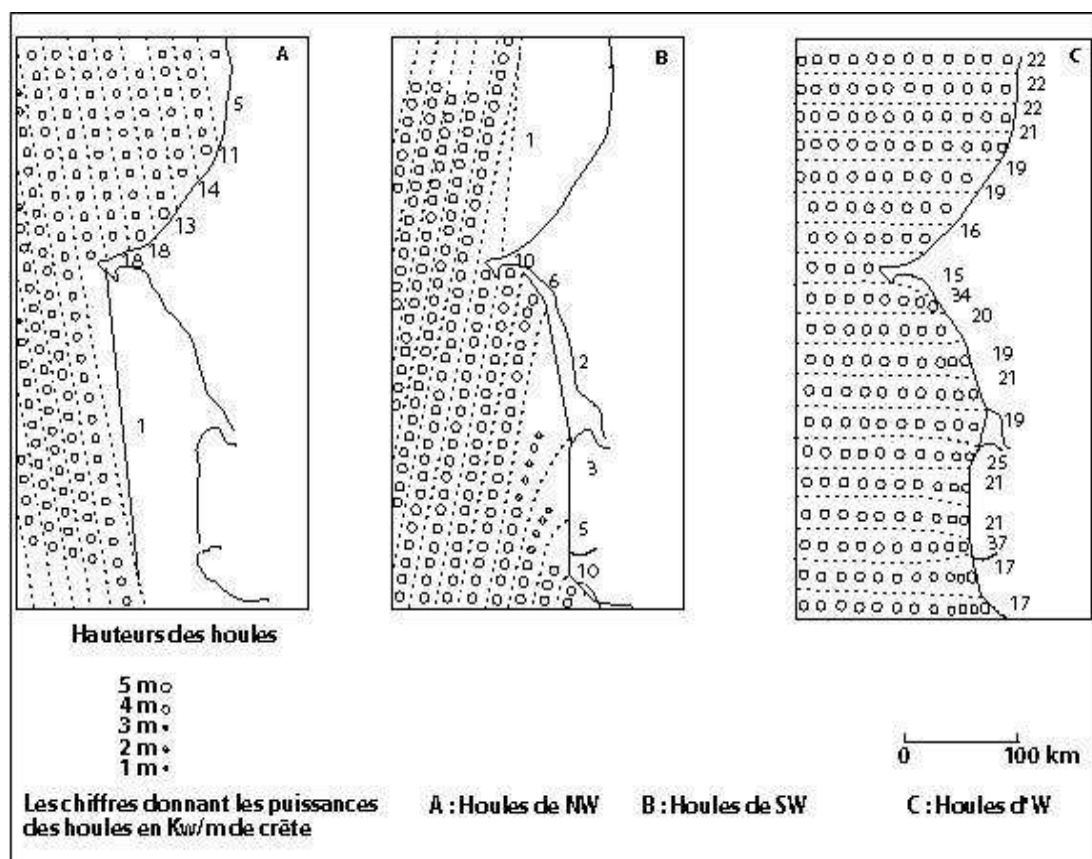 A
5
11
14
13
18
18
1
B
1
10
6
2
3
5
10
C
22
22
22
21
19
19
16
15
34
20
19
21
19
25
21
21
37
17
17
Hauteurs des houles
5 m
4 m
3 m
2 m
1 m
0 100 km
Les chiffres donnant les puissances
des houles en Kw/m de crête
A : Houles de NW B : Houles de SW C : Houles d'W